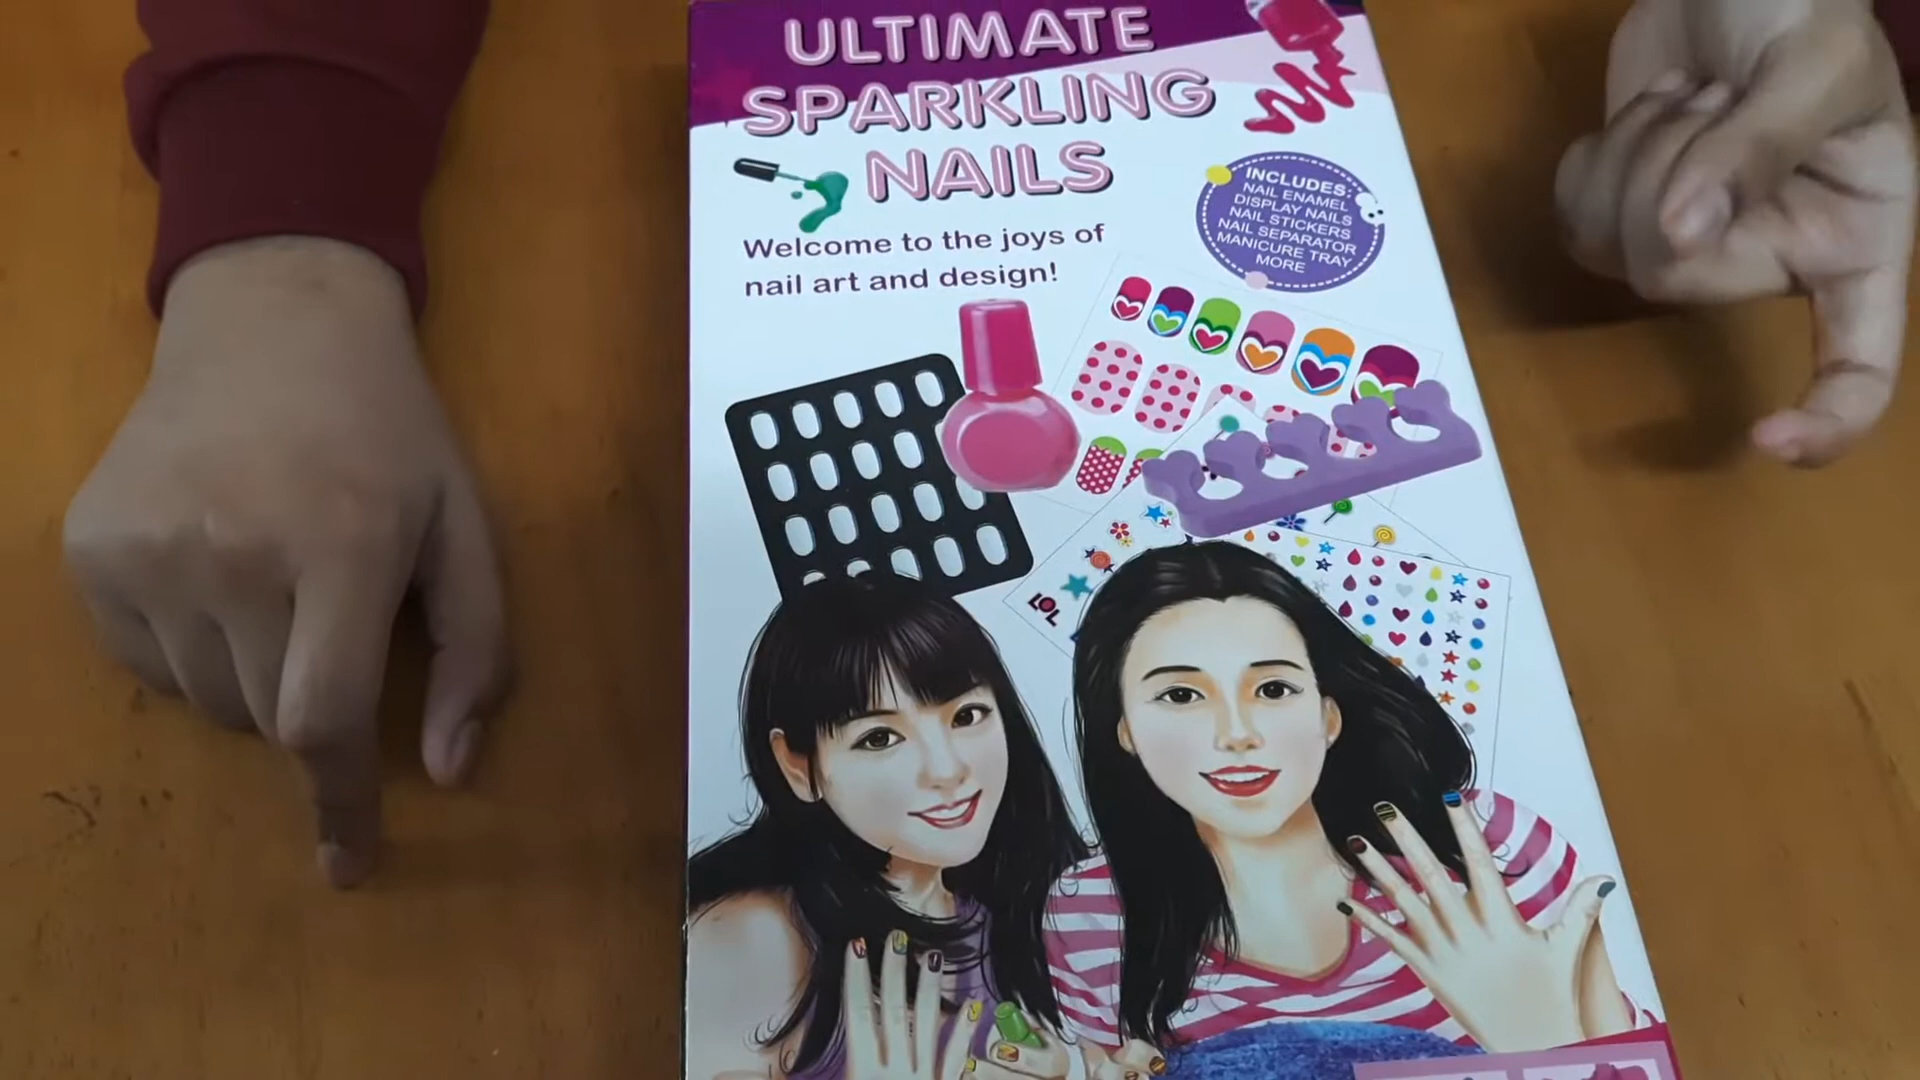 ULTIMATE
SPARKLING
NAILS
Welcome to the joys of
nail art and design!
INCLUDES:
NAIL ENAMEL
DISPLAY NAILS
NAIL STICKERS
NAIL SEPARATOR
MANICURE TRAY
MORE
LOL